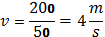 v = 200/50 = 4 m/s